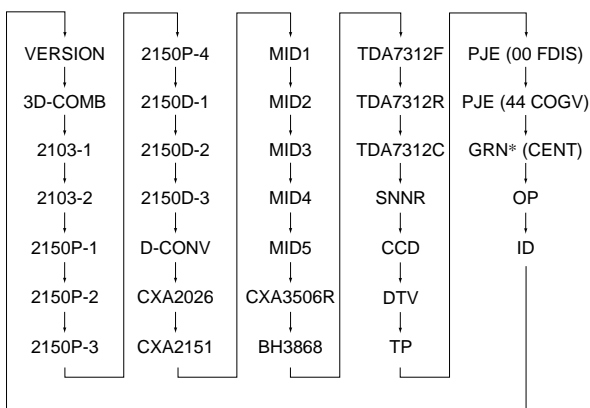 VERSION
3D-COMB
2103-1
2103-2
2150P-1
2150P-2
2150P-3
2150P-4
2150D-1
2150D-2
2150D-3
D-CONV
CXA2026
CXA2151
MID1
MID2
MID3
MID4
MID5
CXA3506R
BH3868
TDA7312F
TDA7312R
TDA7312C
SNNR
CCD
DTV
TP
PJE (00 FDIS)
PJE (44 COGV)
GRN* (CENT)
OP
ID